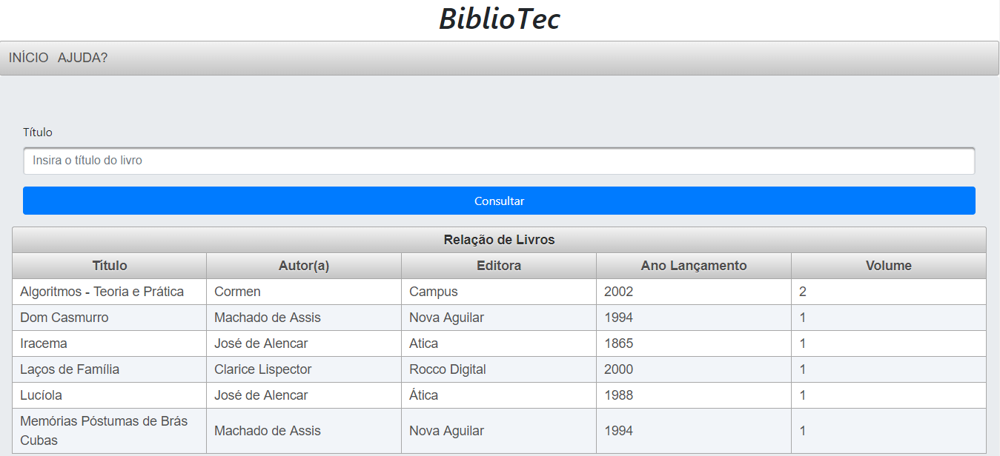 BiblioTec
INÍCIO AJUDA?
Título
Insira o título do livro
Consultar
Relação de Livros
Título Autor(a) Editora Ano Lançamento Volume
Algoritmos - Teoria e Prática Cormen Campus 2002 2
Dom Casmurro Machado de Assis Nova Aguilar 1994 1
Iracema José de Alencar Atica 1865 1
Laços de Família Clarice Lispector Rocco Digital 2000 1
Lucíola José de Alencar Ática 1988 1
Memórias Póstumas de Brás
Cubas Machado de Assis Nova Aguilar 1994 1